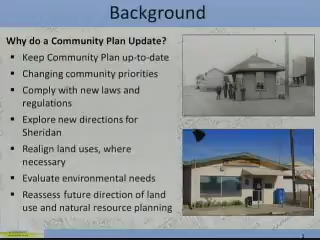 Background
Why do a Community Plan Update?
▪ Keep Community Plan up-to-date
▪ Changing community priorities
▪ Comply with new laws and
regulations
▪ Explore new directions for
Sheridan
▪ Realign land uses, where
necessary
▪ Evaluate environmental needs
▪ Reassess future direction of land
use and natural resource planning